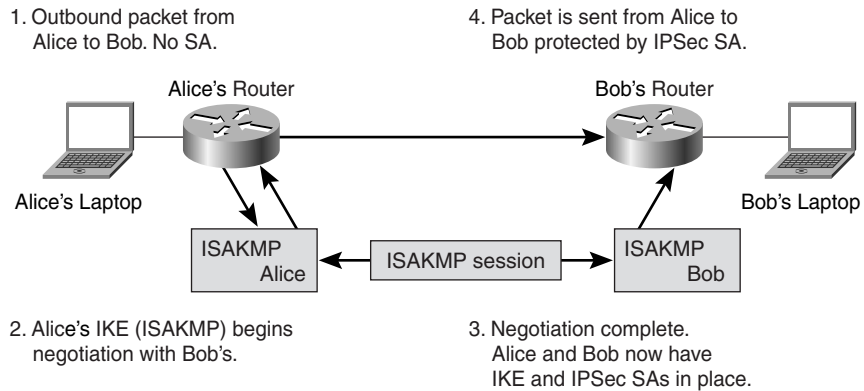 1. Outbound packet from
Alice to Bob. No SA.
4. Packet is sent from Alice to
Bob protected by IPSec SA.
Alice's Router
Bob's Router
Alice's Laptop
Bob's Laptop
ISAKMP
Alice
ISAKMP session
ISAKMP
Bob
2. Alice's IKE (ISAKMP) begins
negotiation with Bob's.
3. Negotiation complete.
Alice and Bob now have
IKE and IPSec SAs in place.